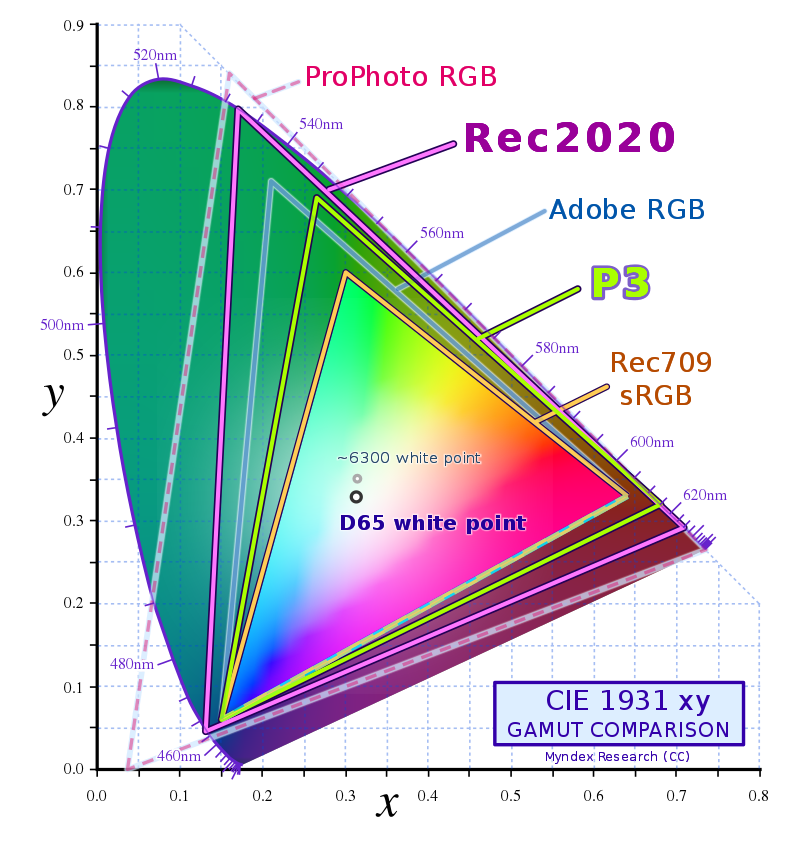 0.9
520nm
ProPhoto RGB
0.8
540nm
Rec2020
0.7
Adobe RGB
560nm
0.6
P3
500nm
580nm
0.5
Rec709
sRGB
y
0.4
600nm
~6300 white point
620nm
0.3
D65 white point
0.2
480nm
0.1
CIE 1931 xy
GAMUT COMPARISON
460nm
Myndex Research (CC)
0.0
0.0 0.1 0.2 0.3 0.4 0.5 0.6 0.7 0.8
x